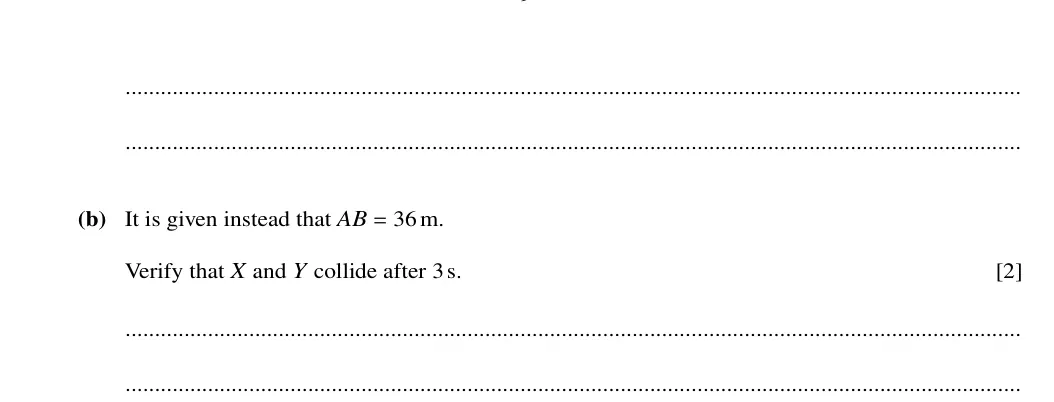 (b) It is given instead that AB = 36 m.
Verify that X and Y collide after 3 s. [2]